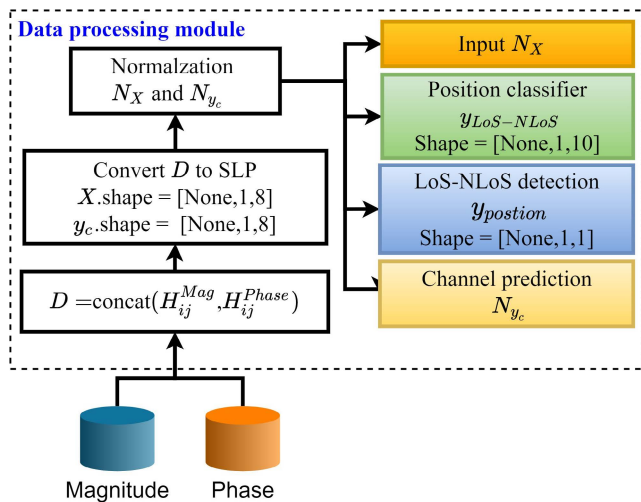 Data processing module
Normalzation
N_X and N_{y_c}
Convert D to SLP
X.shape = [None,1,8]
y_c.shape = [None,1,8]
D =concat(H_{ij}^{Mag},H_{ij}^{Phase})
Magnitude
Phase
Input N_X
Position classifier
y_{LoS-NLoS}
Shape = [None,1,10]
LoS-NLoS detection
y_{postion}
Shape = [None,1,1]
Channel prediction
N_{y_c}